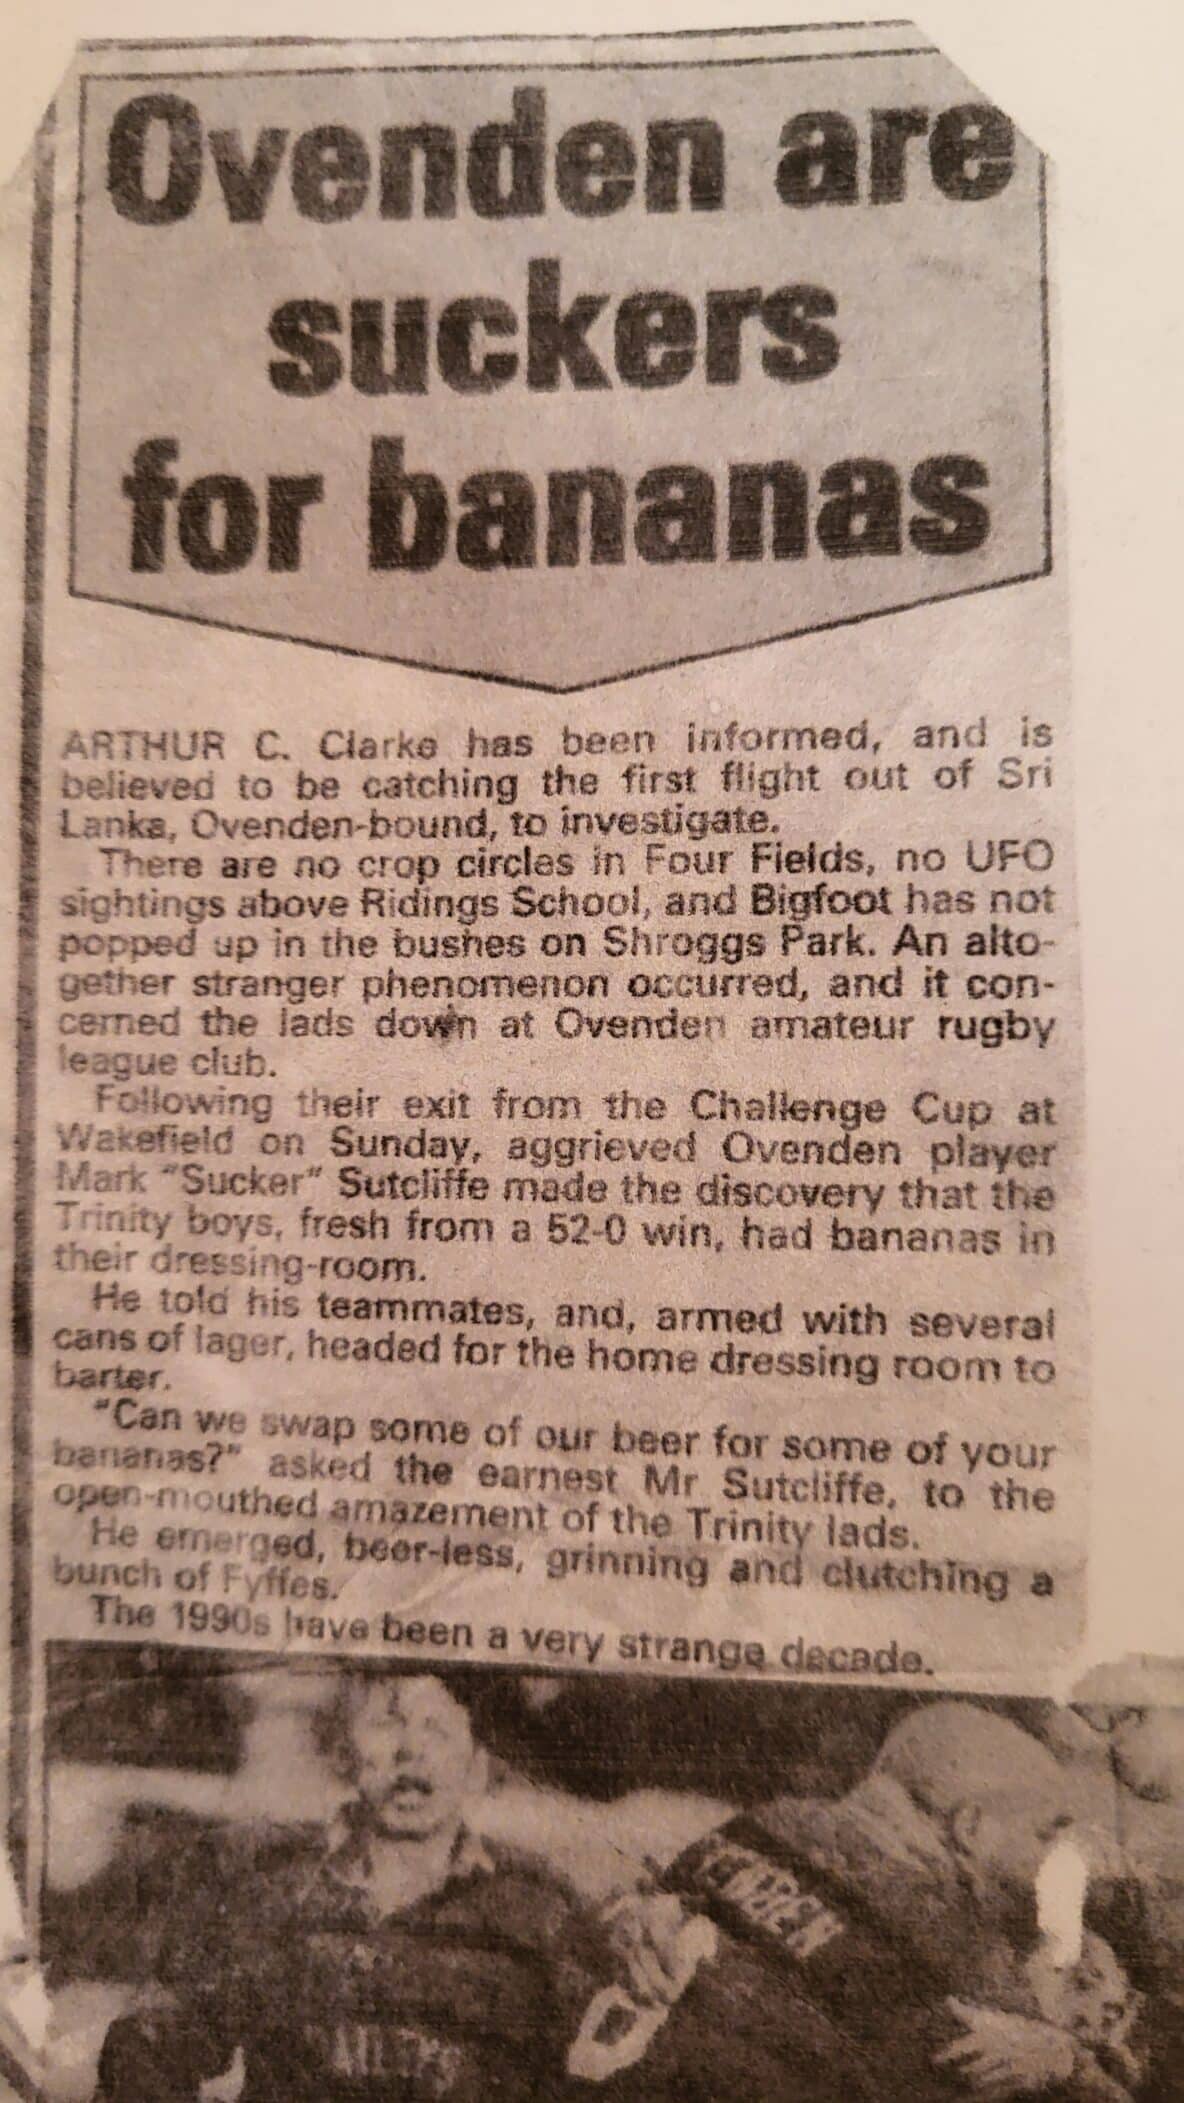 Ovenden are
suckers
for bananas
ARTHUR C. Clarke has been informed, and is
believed to be catching the first flight out of Sri
Lanka, Ovenden-bound, to investigate.
There are no crop circles in Four Fields, no UFO
sightings above Ridings School, and Bigfoot has not
popped up in the bushes on Shroggs Park. An alto-
gether stranger phenomenon occurred, and it con-
cerned the lads down at Ovenden amateur rugby
league club.
Following their exit from the Challenge Cup at
Wakefield on Sunday, aggrieved Ovenden player
Mark "Sucker" Sutcliffe made the discovery that the
Trinity boys, fresh from a 52-0 win, had bananas in
their dressing-room.
He told his teammates, and, armed with several
cans of lager, headed for the home dressing room to
barter.
"Can we swap some of our beer for some of your
bananas?" asked the earnest Mr Sutcliffe, to the
open-mouthed amazement of the Trinity lads.
He emerged, beer-less, grinning and clutching a
bunch of Fyffes.
The 1990s have been a very strange decade.